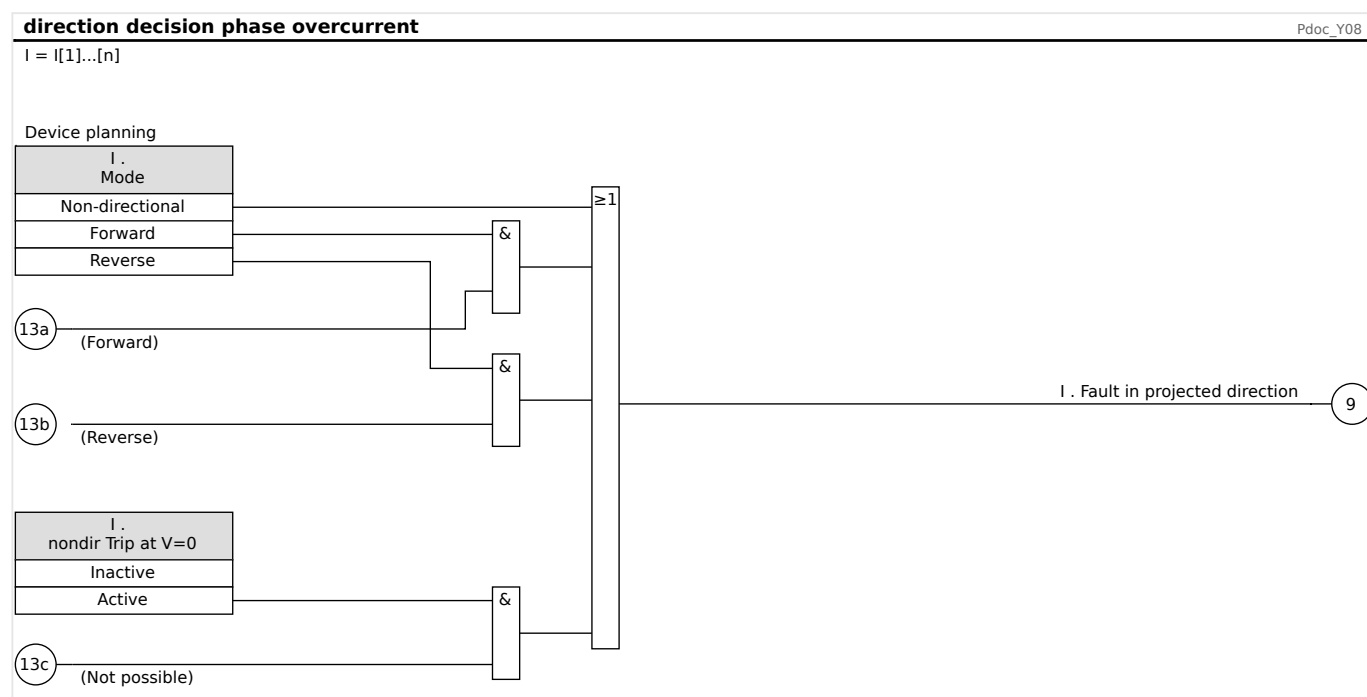 direction decision phase overcurrent
Pdoc_Y08
I = I[1]...[n]
Device planning
I .
Mode
Non-directional
Forward
Reverse
≥1
&
13a
(Forward)
&
13b
(Reverse)
I . Fault in projected direction
9
I .
nondir Trip at V=0
Inactive
Active
&
13c
(Not possible)